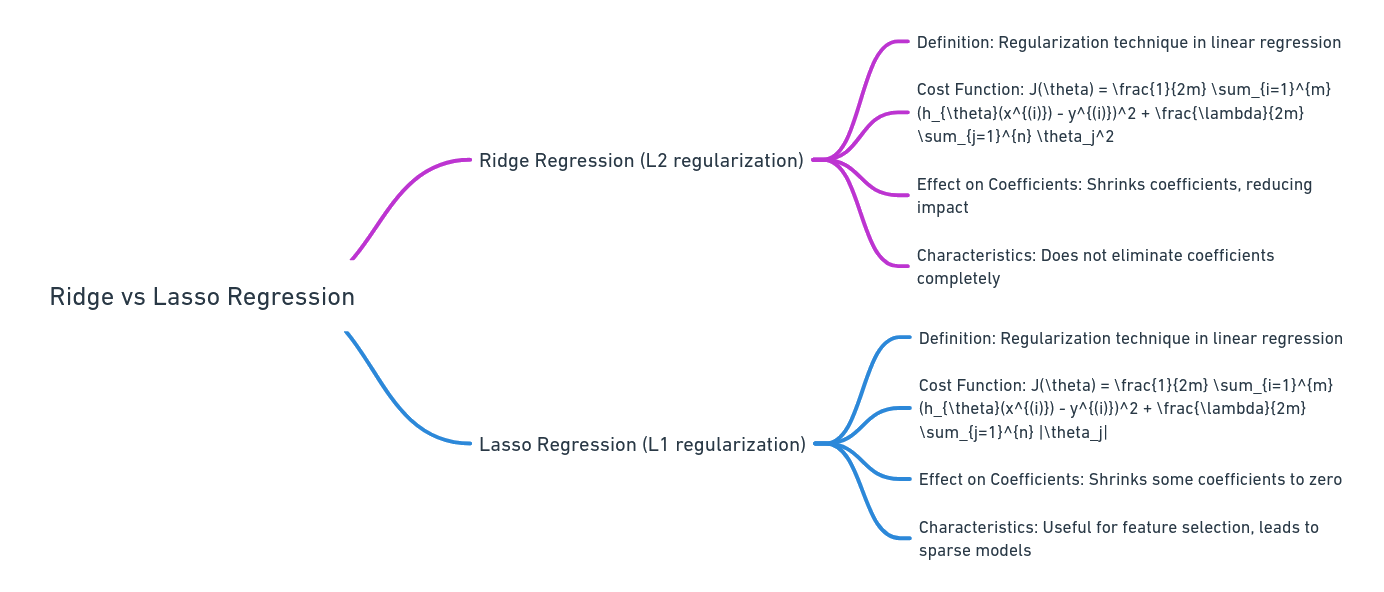 Ridge vs Lasso Regression
Ridge Regression (L2 regularization)
Definition: Regularization technique in linear regression
Cost Function: J(\theta) = \frac{1}{2m} \sum_{i=1}^{m}
(h_{\theta}(x^{(i)}) - y^{(i)})^2 + \frac{\lambda}{2m}
\sum_{j=1}^{n} \theta_j^2
Effect on Coefficients: Shrinks coefficients, reducing
impact
Characteristics: Does not eliminate coefficients
completely
Lasso Regression (L1 regularization)
Definition: Regularization technique in linear regression
Cost Function: J(\theta) = \frac{1}{2m} \sum_{i=1}^{m}
(h_{\theta}(x^{(i)}) - y^{(i)})^2 + \frac{\lambda}{2m}
\sum_{j=1}^{n} |\theta_j|
Effect on Coefficients: Shrinks some coefficients to zero
Characteristics: Useful for feature selection, leads to
sparse models